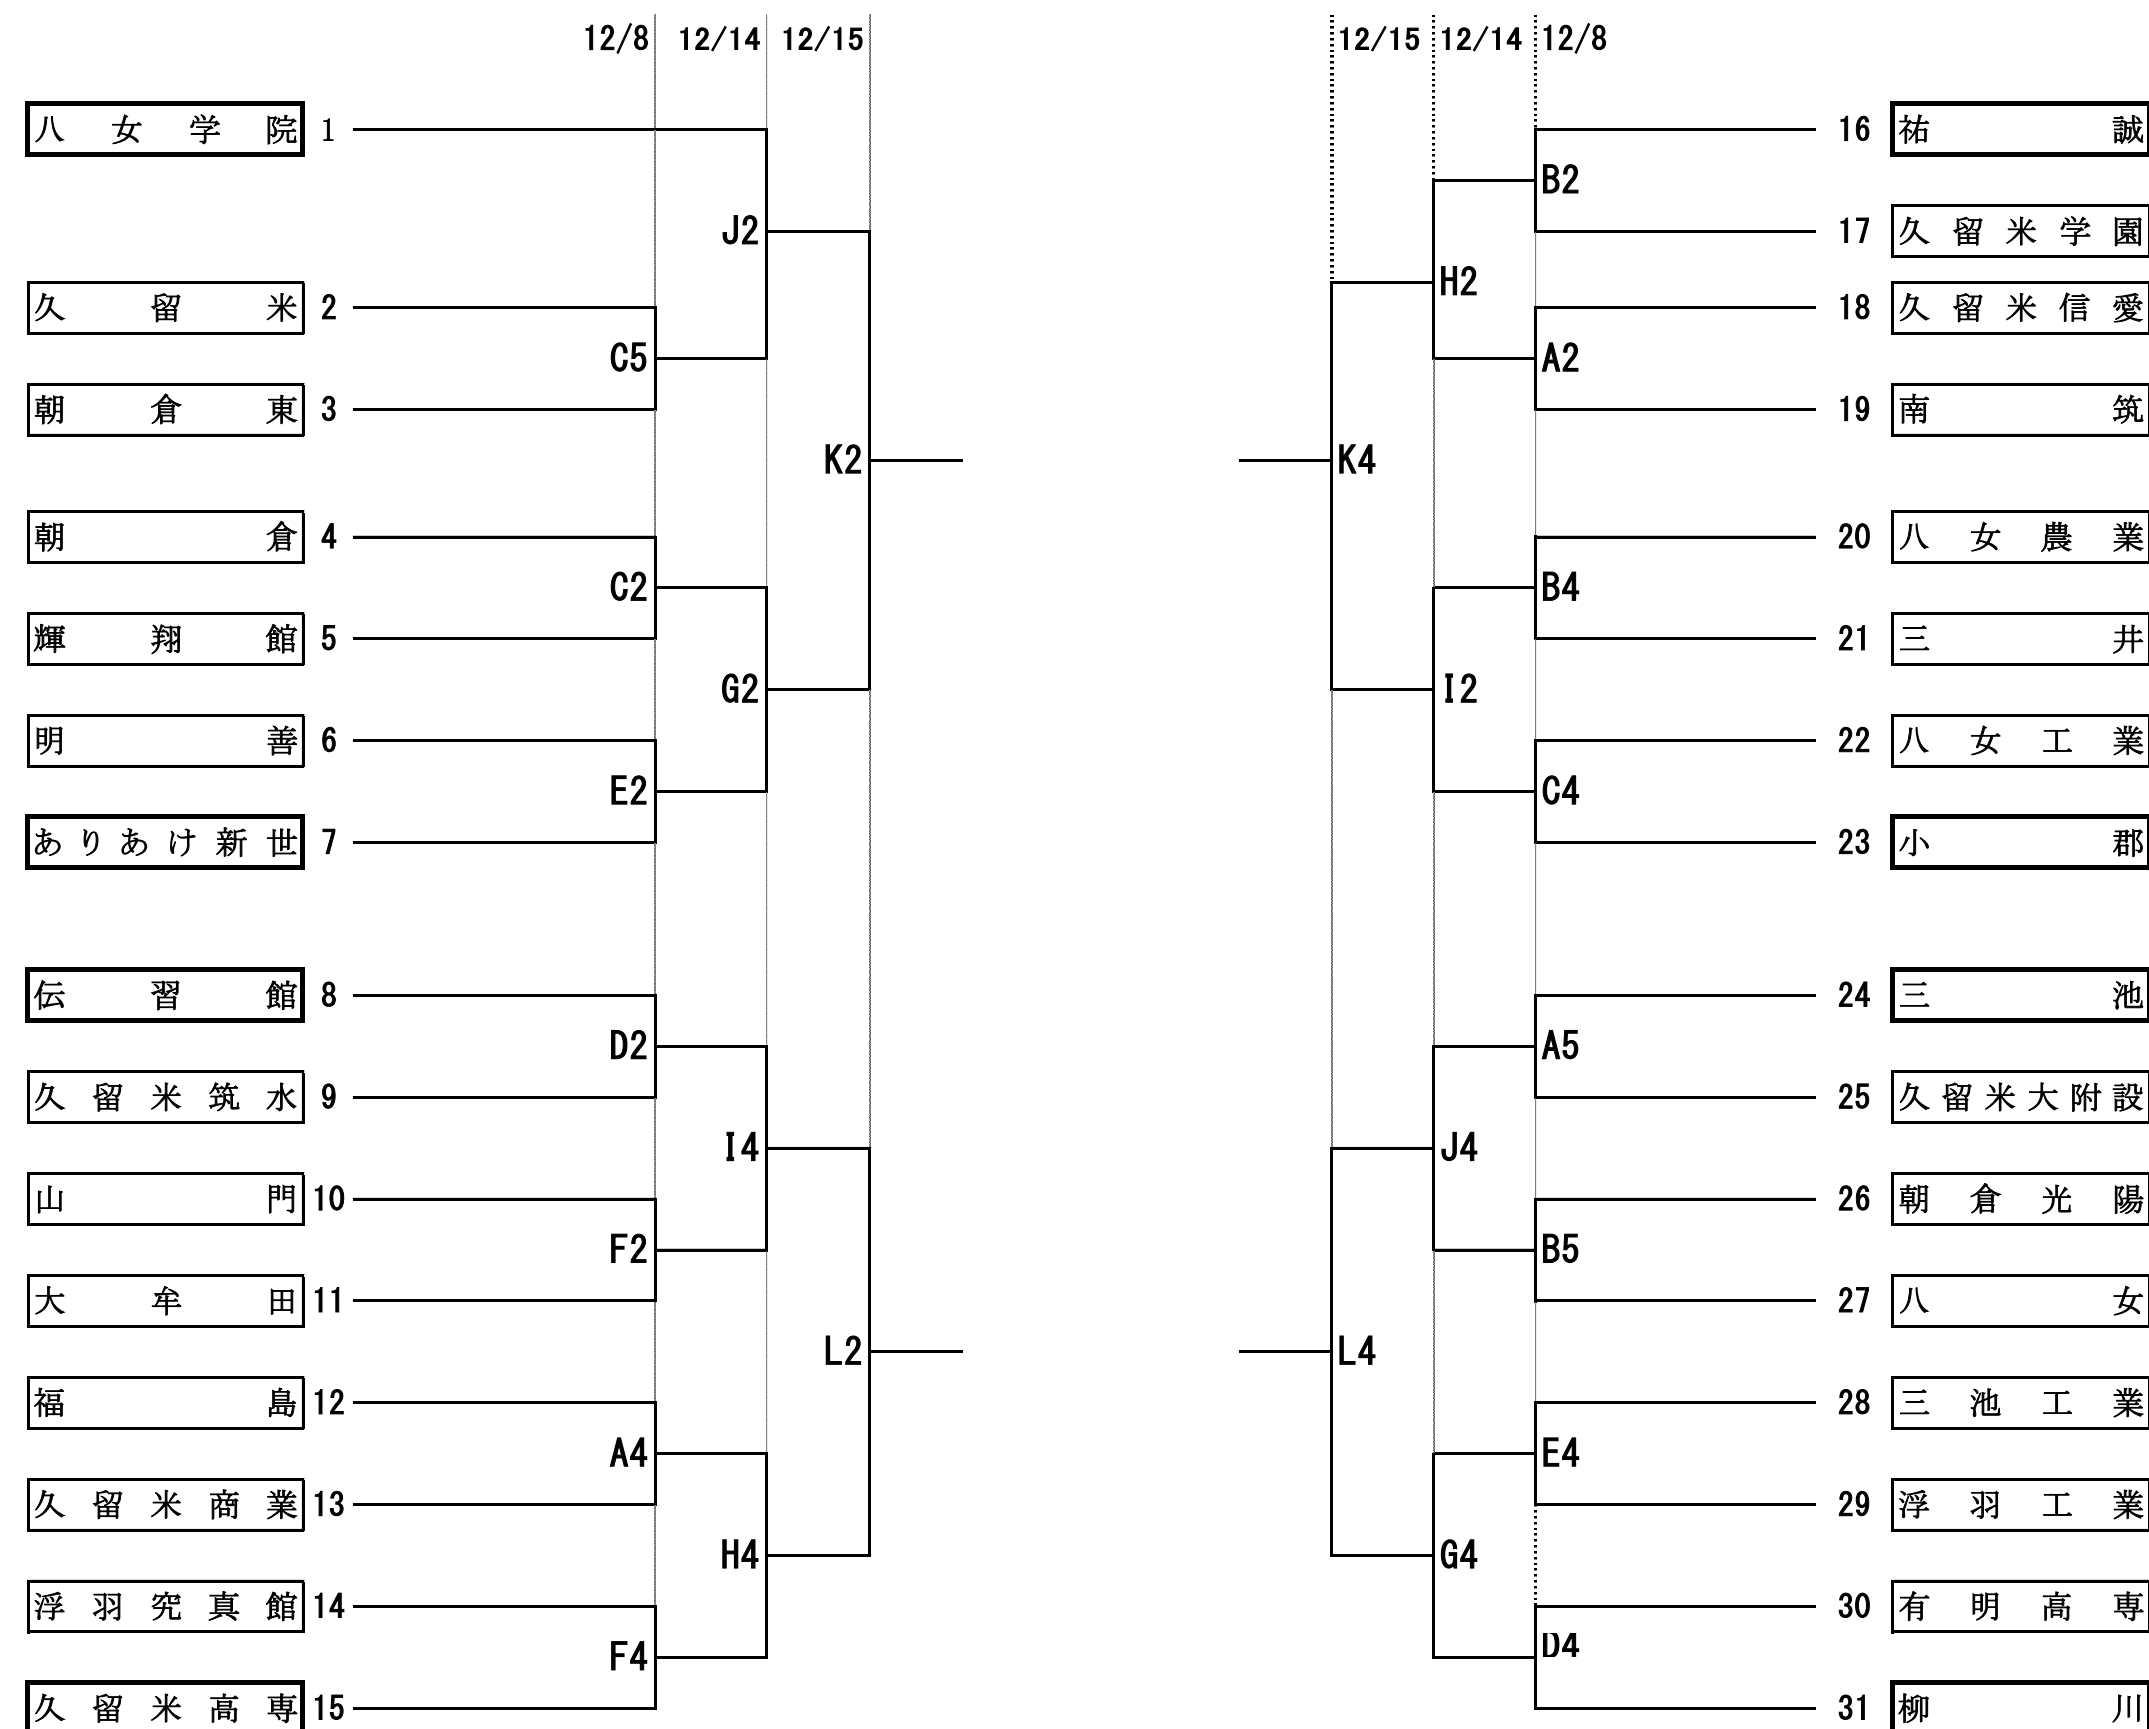 12/8 12/14 12/15 12/15 12/14 12/8
八女学院 1 16 祐誠
B2
17 久留米学園
J2
H2
久留米 2 18 久留米信愛
C5 A2
朝倉東 3 19 南筑
K2 K4
朝倉 4 20 八女農業
C2 B4
輝翔館 5 21 三井
G2 I2
明善 6 22 八女工業
E2 C4
ありあけ新世 7 23 小郡
伝習館 8 24 三池
D2 A5
久留米筑水 9 25 久留米大附設
I4 J4
山門 10 26 朝倉光陽
F2 B5
大牟田 11 27 八女
L2 L4
福島 12 28 三池工業
A4 E4
久留米商業 13 29 浮羽工業
H4 G4
浮羽究真館 14 30 有明高専
F4 D4
久留米高専 15 31 柳川